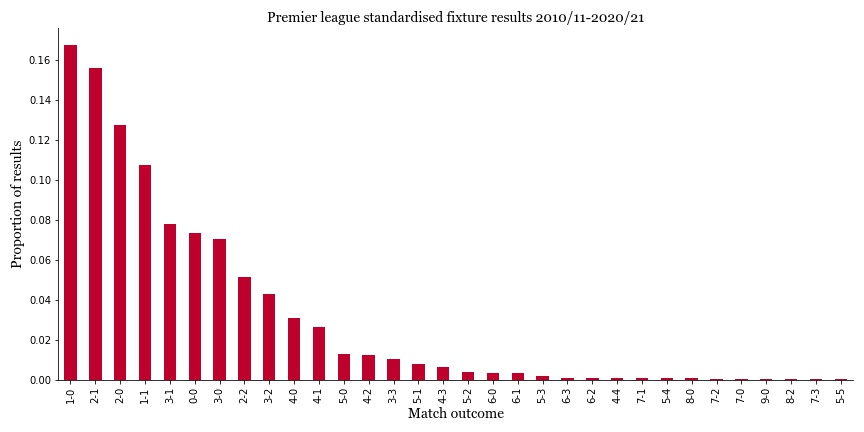 Premier league standardised fixture results 2010/11-2020/21
Proportion of results
0.16
0.14
0.12
0.10
0.08
0.06
0.04
0.02
0.00
1-0 2-1 2-0 1-1 3-1 0-0 3-0 2-2 3-2 4-0 4-1 5-0 4-2 3-3 5-1 4-3 5-2 6-0 6-1 5-3 6-3 6-2 4-4 7-1 5-4 8-0 7-2 7-0 9-0 8-2 7-3 5-5
Match outcome